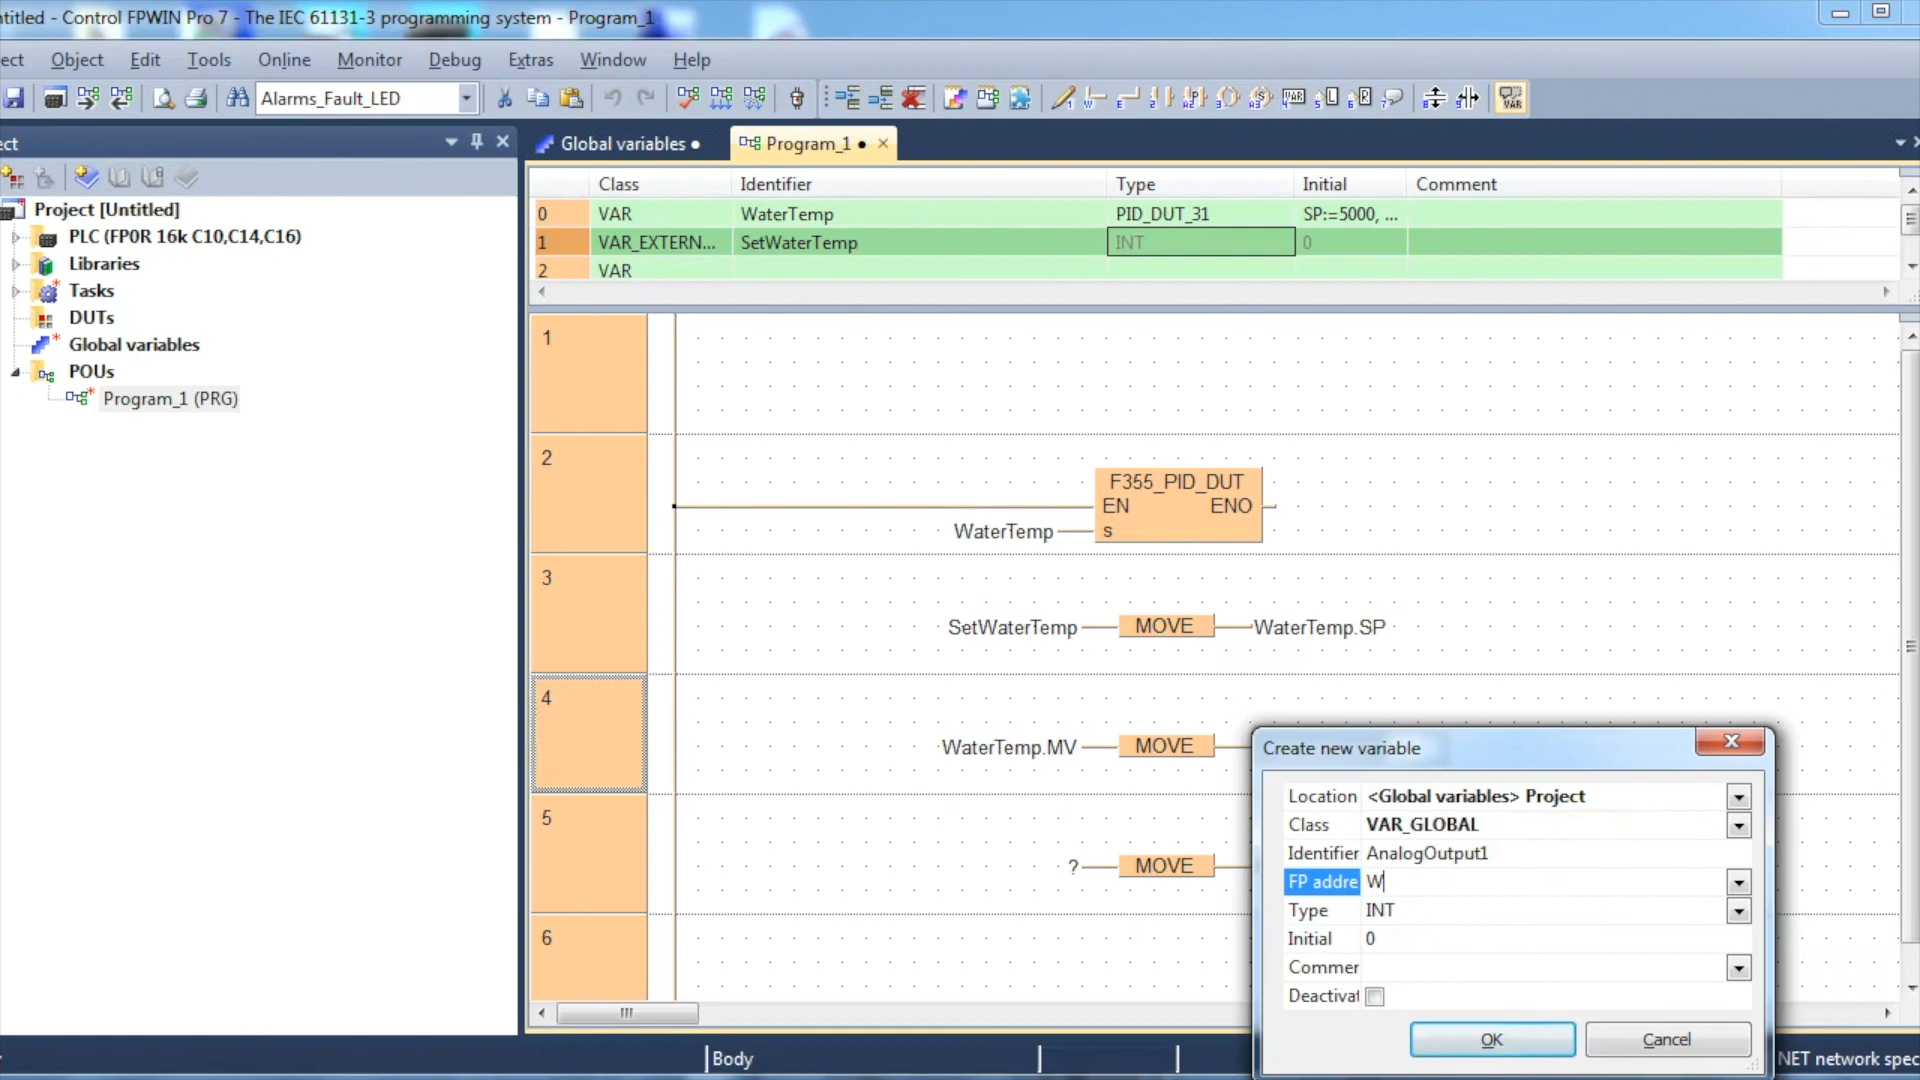 ntitled - Control FPWIN Pro 7 - The IEC 61131-3 programming system - Program_1
ect Object Edit Tools Online Monitor Debug Extras Window Help
Alarms_Fault_LED
ect
Global variables
Program_1
Project [Untitled]
PLC (FP0R 16k C10,C14,C16)
Libraries
Tasks
DUTs
Global variables
POUs
Program_1 (PRG)
Class Identifier Type Initial Comment
0 VAR WaterTemp PID_DUT_31 SP:=5000, ...
1 VAR_EXTERN... SetWaterTemp INT 0
2 VAR
1
2
F355_PID_DUT
EN ENO
WaterTemp s
3
SetWaterTemp MOVE WaterTemp.SP
4
WaterTemp.MV MOVE
5
? MOVE
6
Create new variable
Location <Global variables> Project
Class VAR_GLOBAL
Identifier AnalogOutput1
FP addre W
Type INT
Initial 0
Commer
Deactivat
OK Cancel
Body
NET network spec